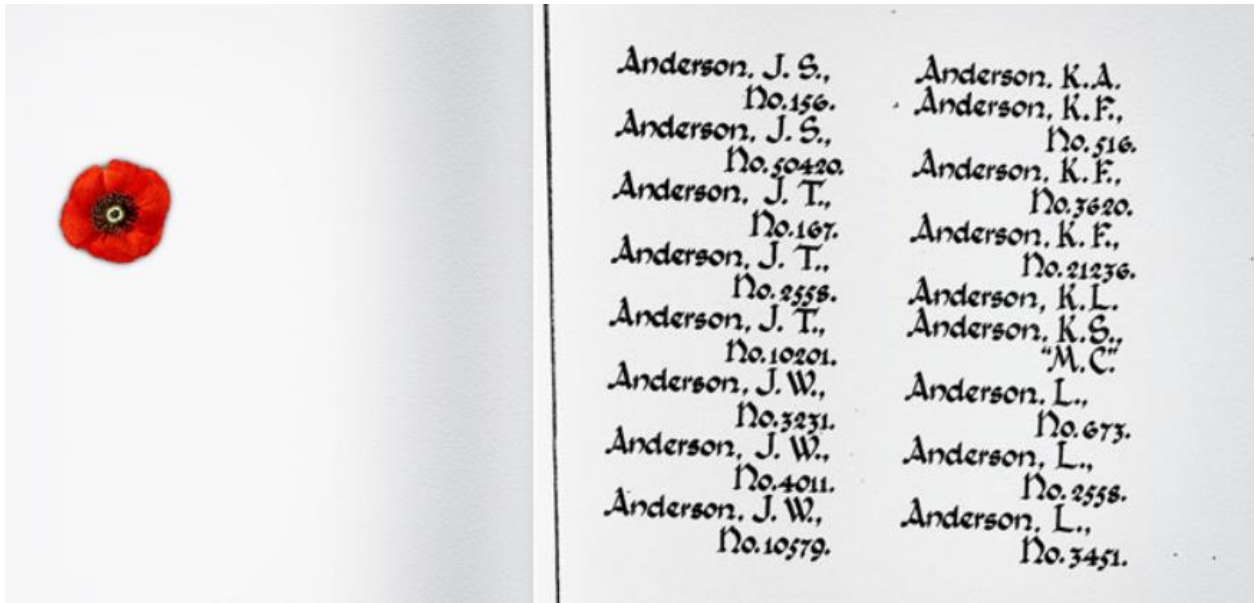 Anderson, J. S.,
No. 156.
Anderson, J. S.,
No. 50420.
Anderson, J. T.,
No. 167.
Anderson, J. T.,
No. 2558.
Anderson, J. T.,
No. 10201.
Anderson, J. W.,
No. 3231.
Anderson, J. W.,
No. 4011.
Anderson, J. W.,
No. 10579.
Anderson, K. A.
Anderson, K. F.,
No. 516.
Anderson, K. F.,
No. 3620.
Anderson, K. F.,
No. 21236.
Anderson, K. L.
Anderson, K. S.,
"M. C."
Anderson, L.,
No. 673.
Anderson, L.,
No. 2558.
Anderson, L.,
No. 3451.